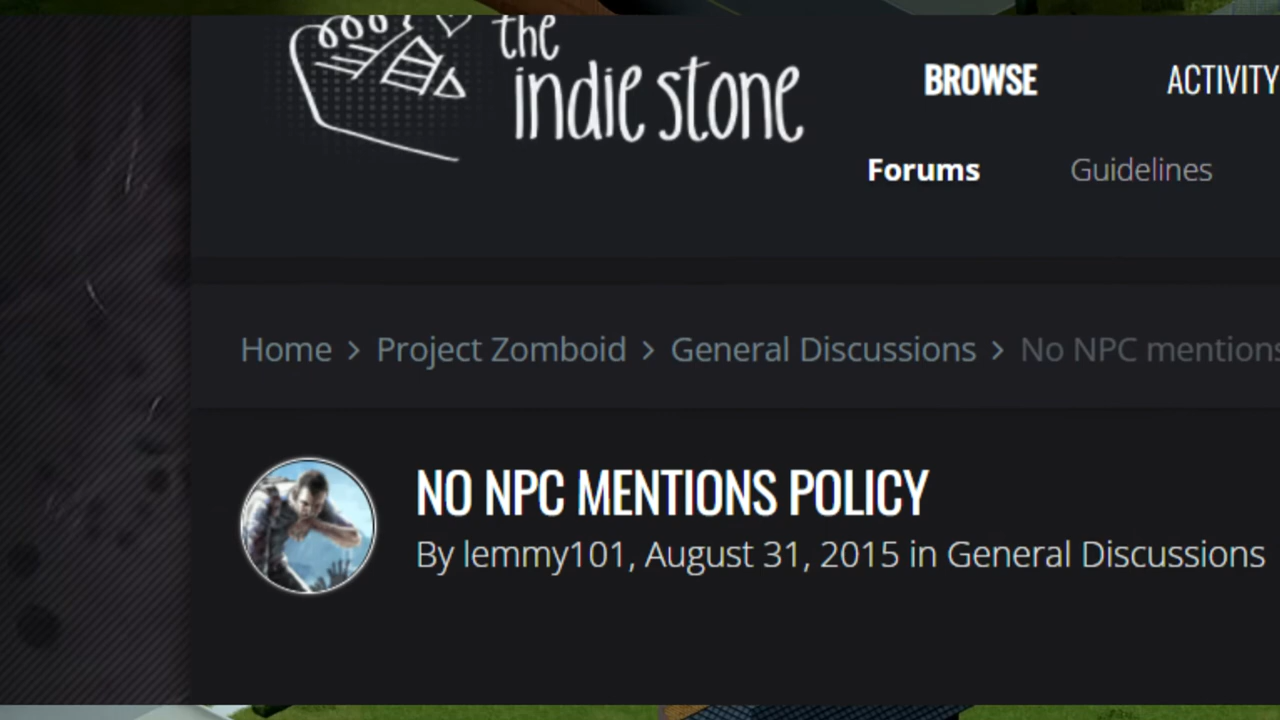 the
indie stone
BROWSE
ACTIVITY
Forums
Guidelines
Home > Project Zomboid > General Discussions > No NPC mentions
NO NPC MENTIONS POLICY
By lemmy101, August 31, 2015 in General Discussions